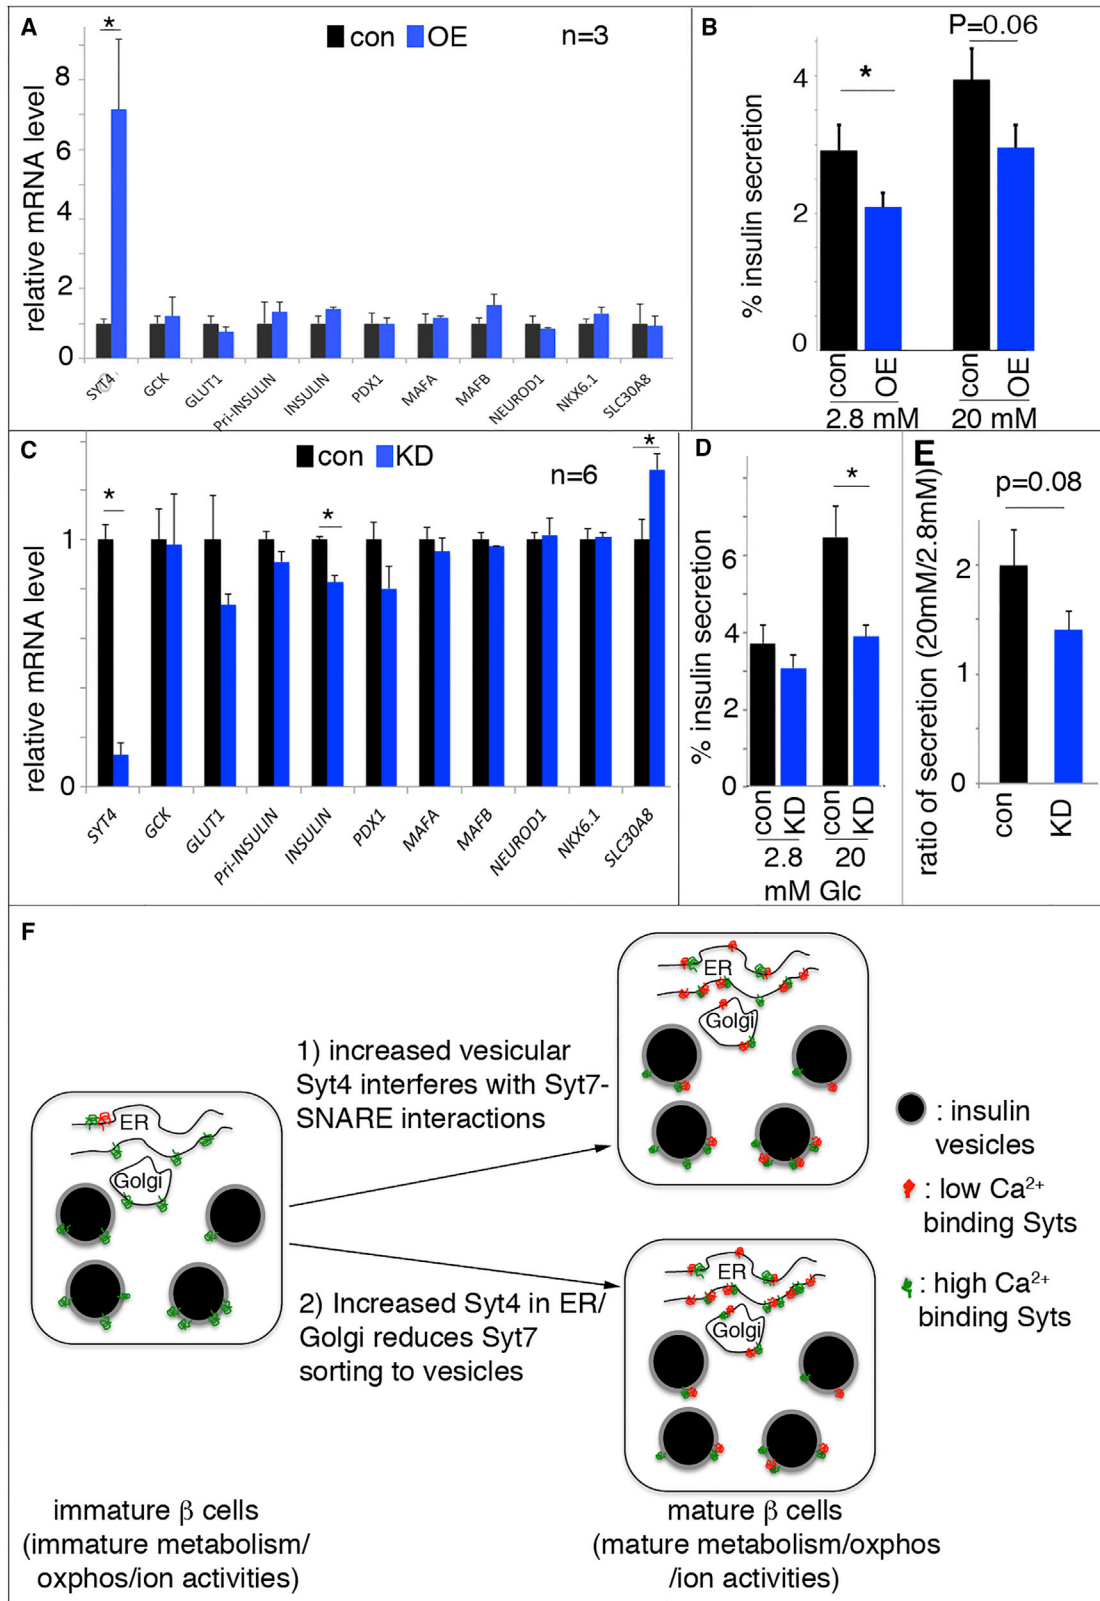 A
*
con OE n=3
relative mRNA level
8
6
4
2
0
SYT4
GCK
GLUT1
Pri-INSULIN
INSULIN
PDX1
MAFA
MAFB
NEUROD1
NKX6.1
SLC30A8
B
P=0.06
*
% insulin secretion
4
2
0
con
OE
con
OE
2.8 mM 20 mM
C
con KD
n=6
*
*
*
relative mRNA level
1
0
SYT4
GCK
GLUT1
Pri-INSULIN
INSULIN
PDX1
MAFA
MAFB
NEUROD1
NKX6.1
SLC30A8
D
*
% insulin secretion
6
4
2
0
con
KD
con
KD
2.8 20
mM Glc
E
p=0.08
ratio of secretion (20mM/2.8mM)
2
1
0
con
KD
F
ER
Golgi
1) increased vesicular
Syt4 interferes with Syt7-
SNARE interactions
2) Increased Syt4 in ER/
Golgi reduces Syt7
sorting to vesicles
ER
Golgi
ER
Golgi
: insulin
vesicles
: low Ca²⁺
binding Syts
: high Ca²⁺
binding Syts
immature β cells
(immature metabolism/
oxphos/ion activities)
mature β cells
(mature metabolism/oxphos
/ion activities)